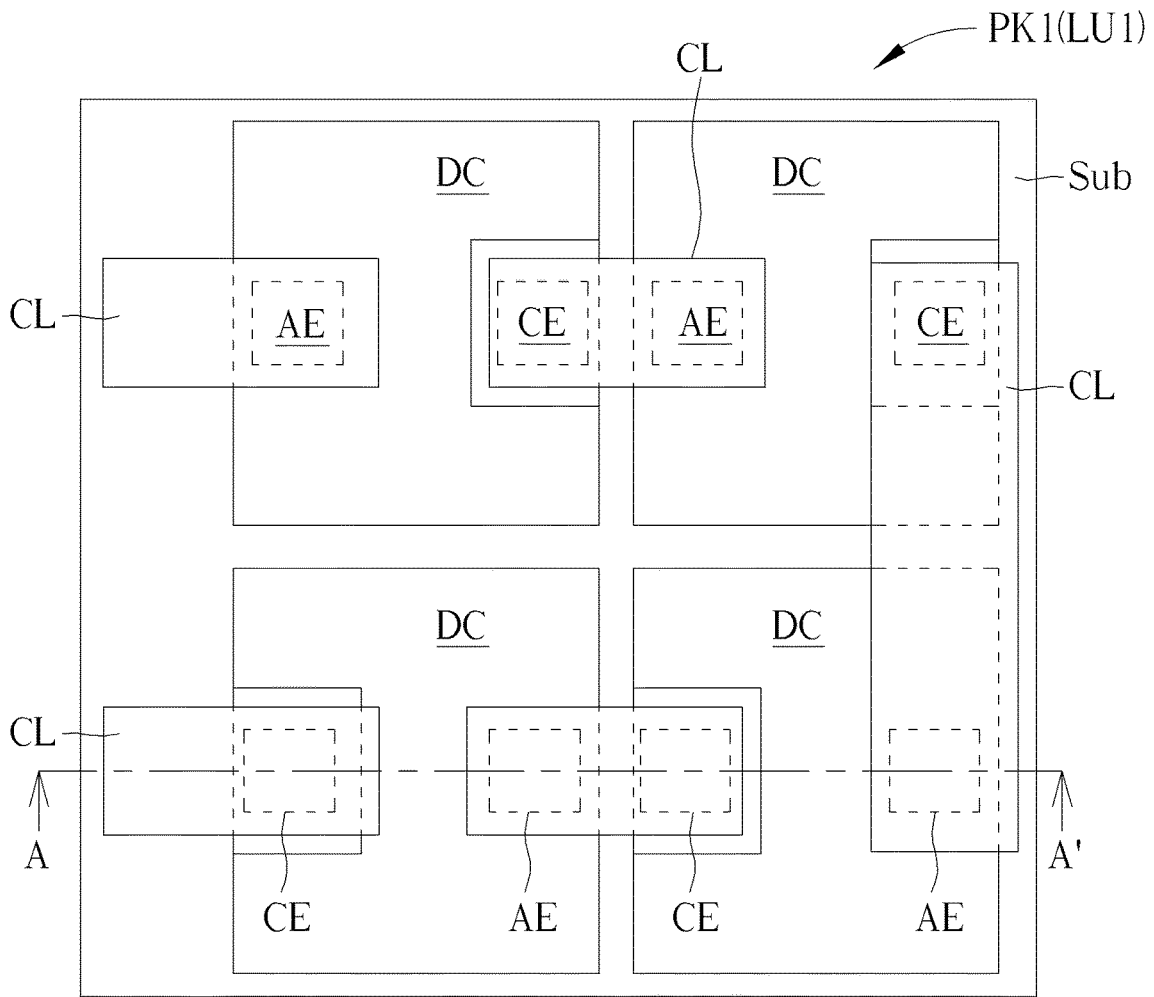 PK1(LU1)
CL
DC DC Sub
CL AE CE AE CE CL
DC DC
CL
A A'
CE AE CE AE